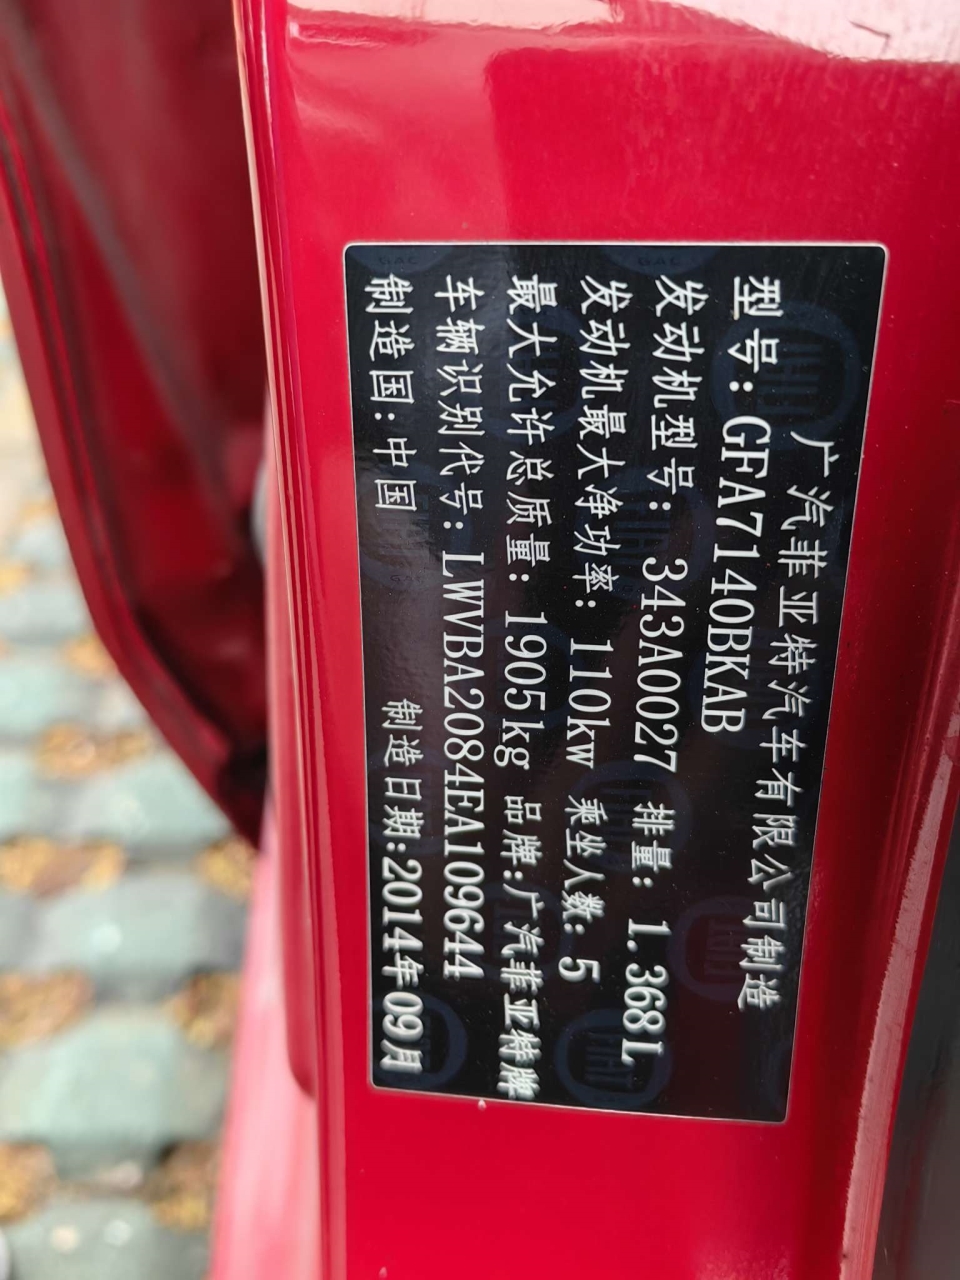 广汽菲亚特汽车有限公司制造
型号:GFA7140BKAB
发动机型号: 343A0027 排量: 1.368L
发动机最大净功率: 110kw 乘坐人数: 5
最大允许总质量: 1905kg 品牌:广汽菲亚特牌
车辆识别代号: LWVBA2084EA109644
制造国:中国 制造日期:2014年09月